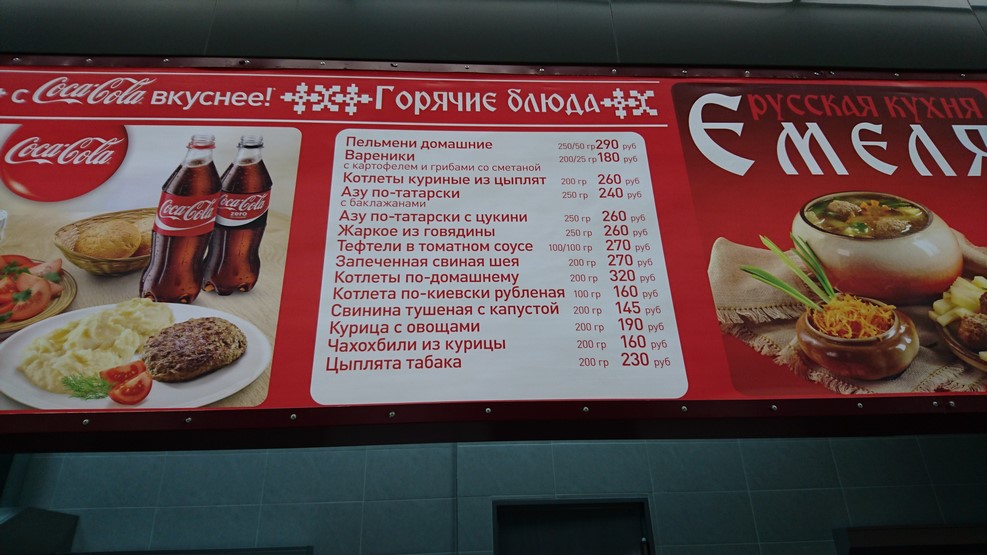 с Coca-Cola вкуснее!
Coca-Cola
Coca-Cola
Coca-Cola
zero
Горячие блюда
Пельмени домашние 250/50 гр 290 руб
Вареники 200/25 гр 180 руб
с картофелем и грибами со сметаной
Котлеты куриные из цыплят 200 гр 260 руб
Азу по-татарски 250 гр 240 руб
с баклажанами
Азу по-татарски с цукини 250 гр 260 руб
Жаркое из говядины 250 гр 260 руб
Тефтели в томатном соусе 100/100 гр 270 руб
Запеченная свиная шея 200 гр 270 руб
Котлеты по-домашнему 200 гр 320 руб
Котлета по-киевски рубленая 100 гр 160 руб
Свинина тушеная с капустой 200 гр 145 руб
Курица с овощами 200 гр 190 руб
Чахохбили из курицы 200 гр 160 руб
Цыплята табака 200 гр 230 руб
русская кухня
Емеля